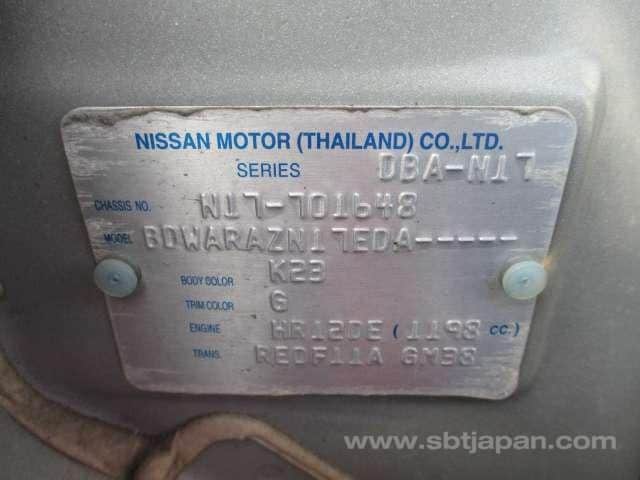 NISSAN MOTOR (THAILAND) CO.,LTD.
SERIES DBA-N17
CHASSIS NO. N17-701648
MODEL BDWARAZN17EDA-----
BODY COLOR K23
TRIM COLOR G
ENGINE HR12DE ( 1198 CC.)
TRANS. RE0F11A GM38
www.sbtjapan.com